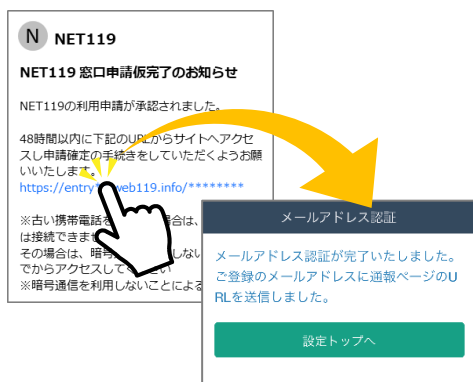 N NET119
NET119 窓口申請仮完了のお知らせ
NET119の利用申請が承認されました。
48時間以内に下記のURLからサイトへアクセ
スし申請確定の手続きをしていただくようお願
いいたします。
https://entry web119.info/********
※古い携帯電話を 場合は、
は接続できま
その場合は、暗号 しない
でからアクセスして ださい
※暗号通信を利用しないことによる
メールアドレス認証
メールアドレス認証が完了いたしました。
ご登録のメールアドレスに通報ページのU
RLを送信しました。
設定トップへ